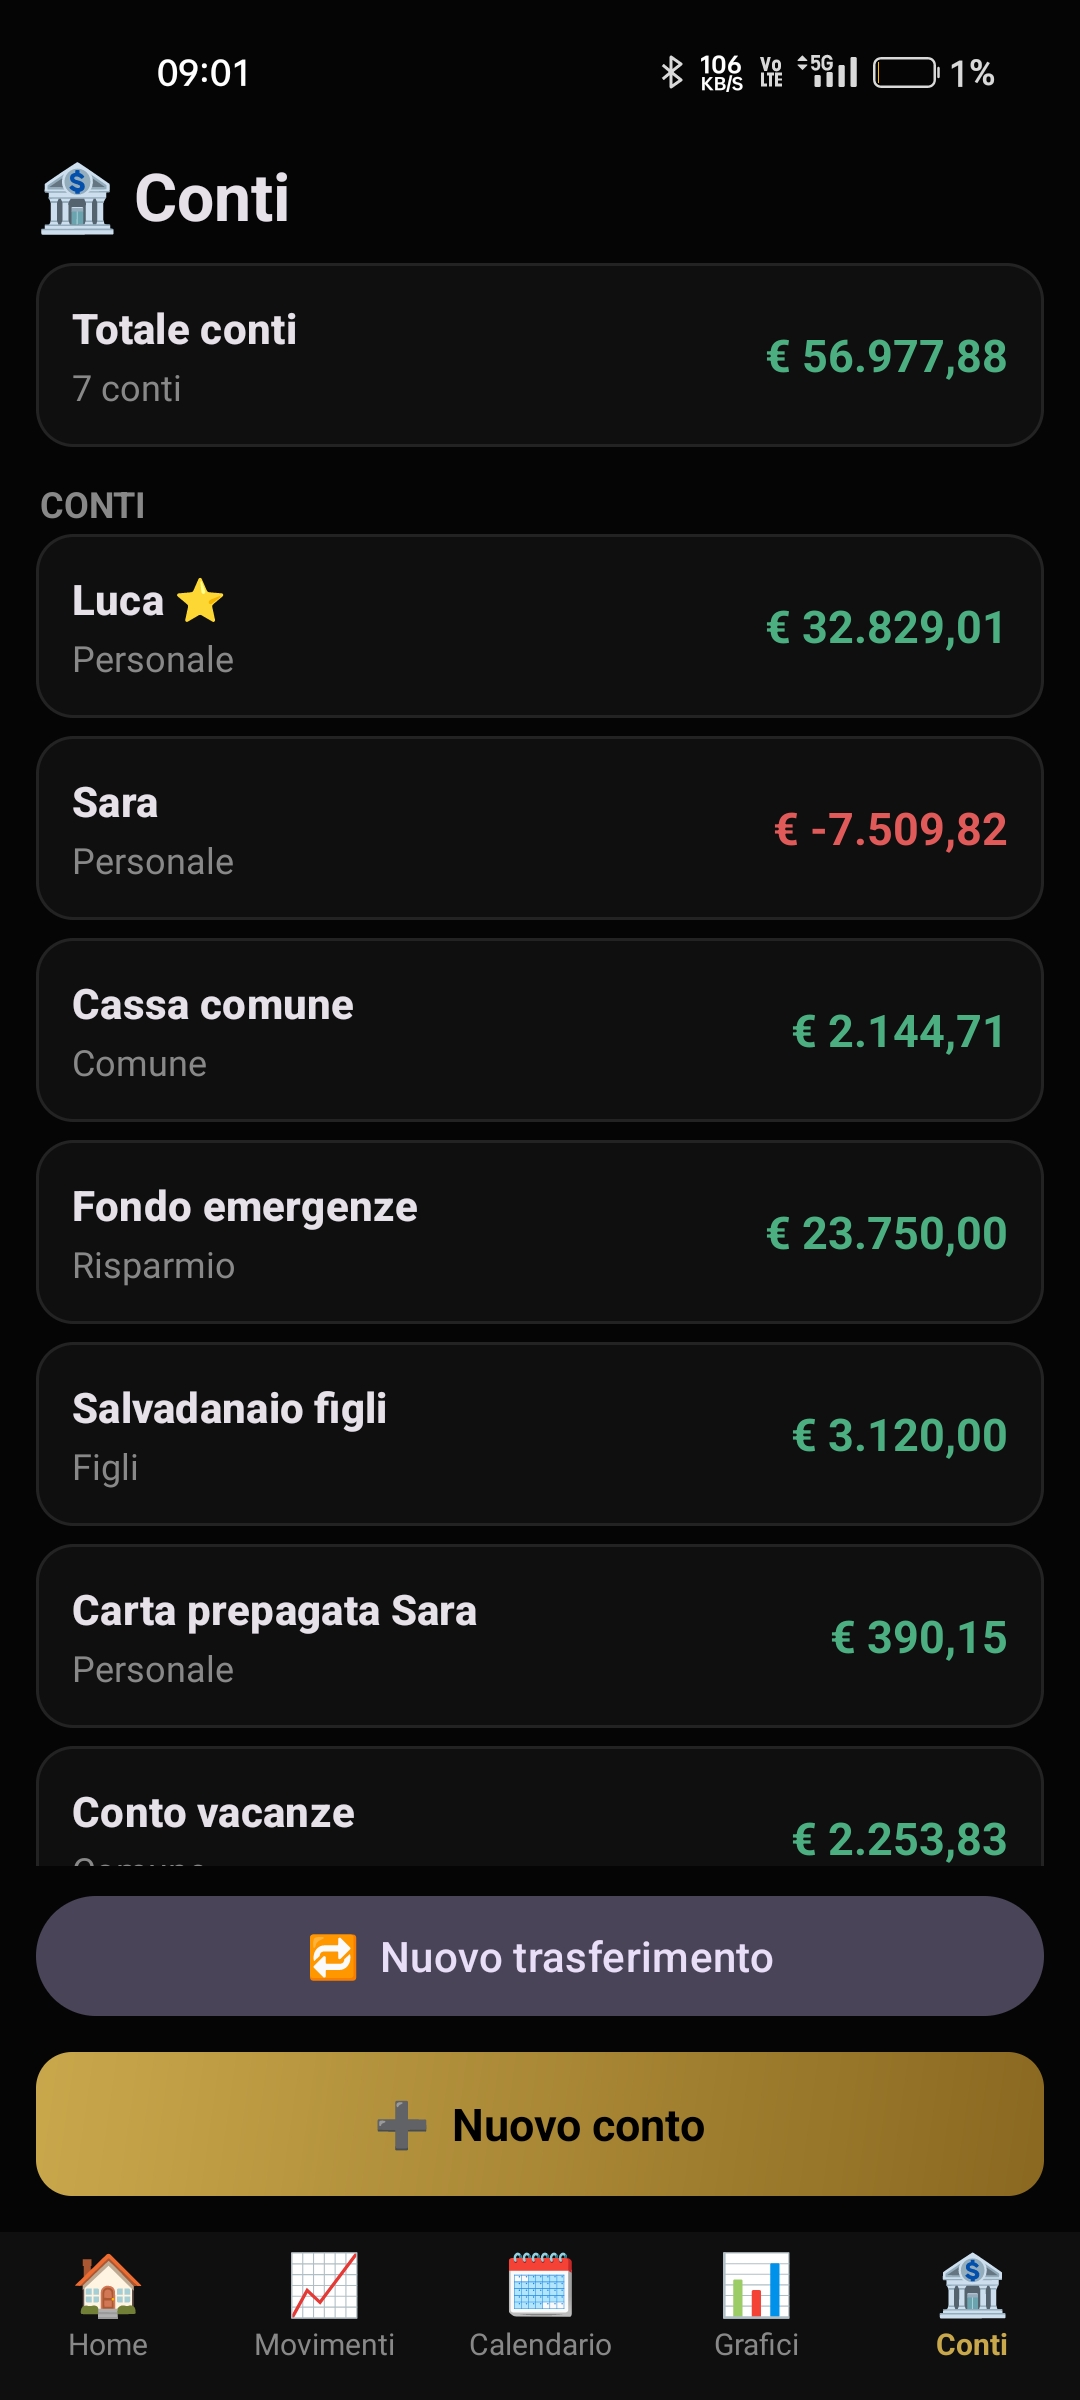 09:01
106 KB/S
Vo LTE
5G
1%
Conti
Totale conti
7 conti
€ 56.977,88
CONTI
Luca
Personale
€ 32.829,01
Sara
Personale
€ -7.509,82
Cassa comune
Comune
€ 2.144,71
Fondo emergenze
Risparmio
€ 23.750,00
Salvadanaio figli
Figli
€ 3.120,00
Carta prepagata Sara
Personale
€ 390,15
Conto vacanze
€ 2.253,83
Nuovo trasferimento
Nuovo conto
Home
Movimenti
Calendario
Grafici
Conti